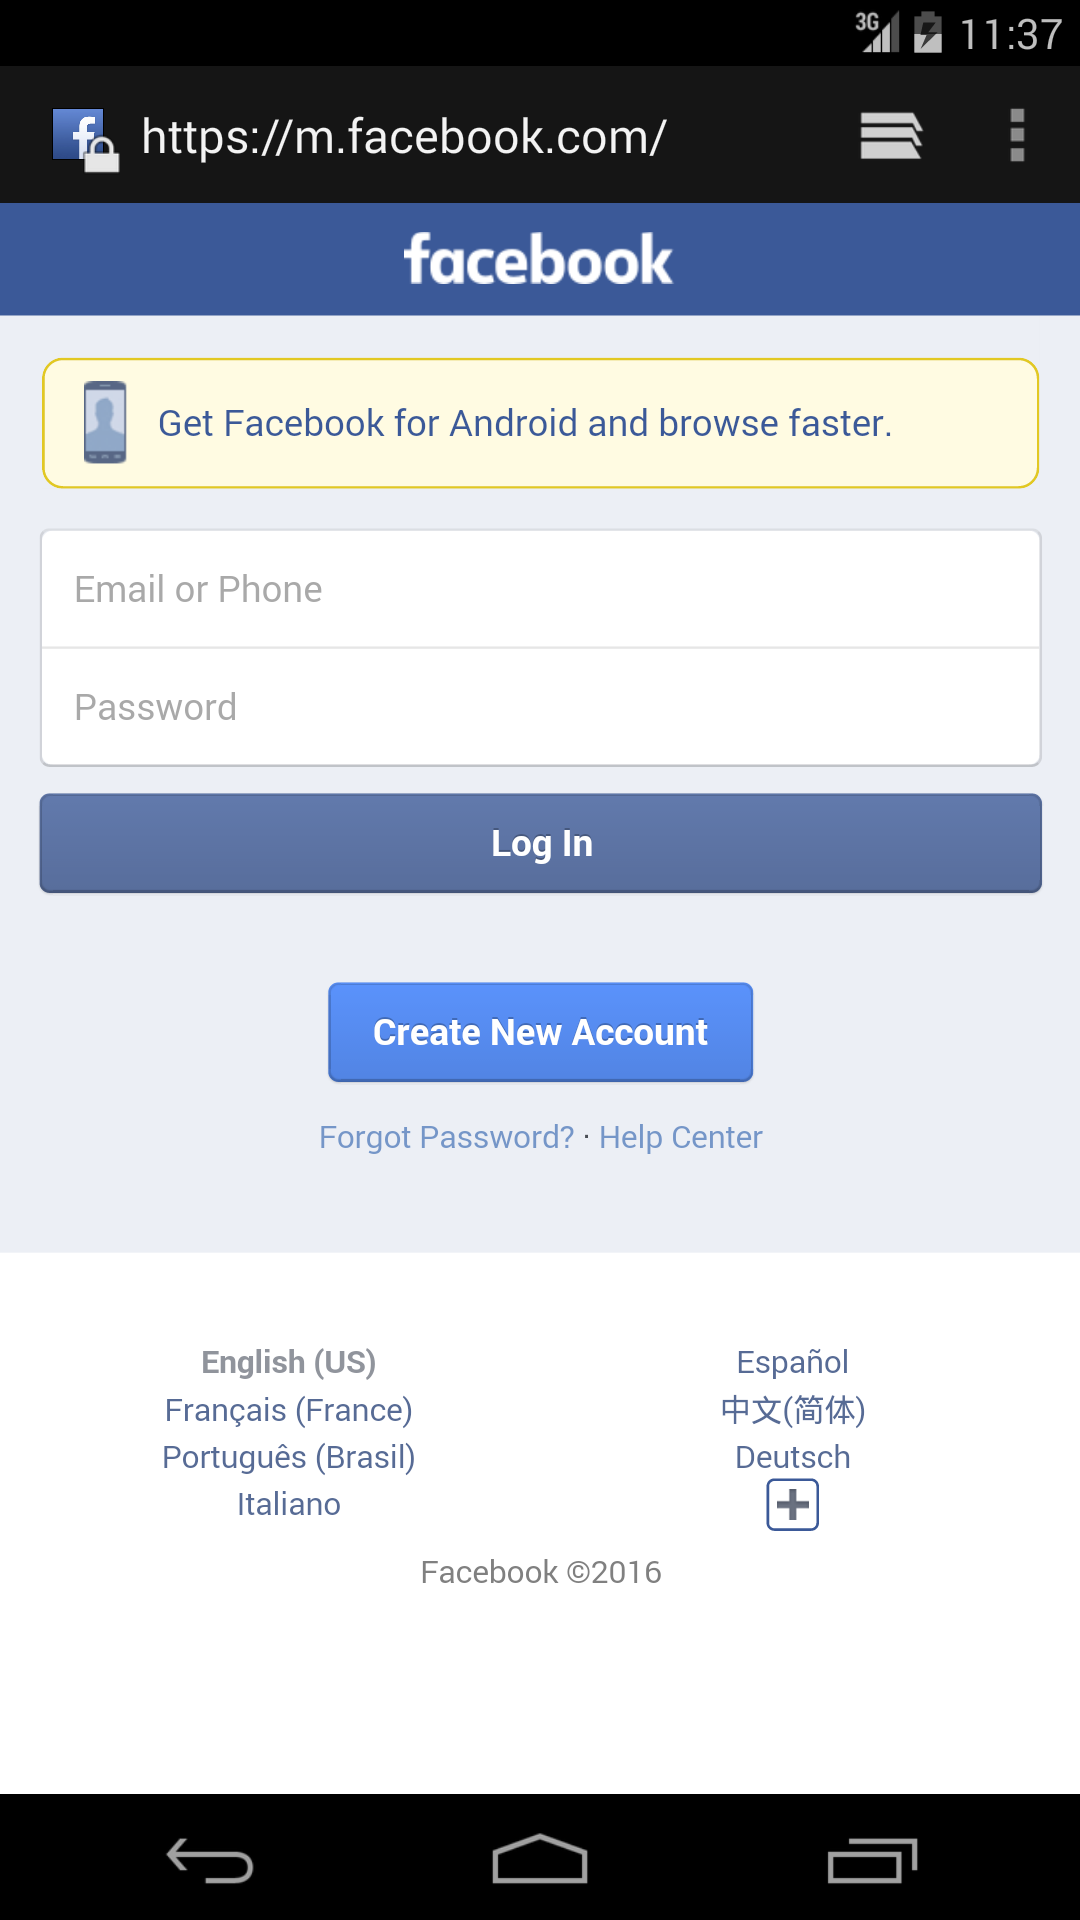 3G 11:37
https://m.facebook.com/
facebook
Get Facebook for Android and browse faster.
Email or Phone
Password
Log In
Create New Account
Forgot Password? · Help Center
English (US) Español
Français (France) 中文(简体)
Português (Brasil) Deutsch
Italiano
Facebook ©2016